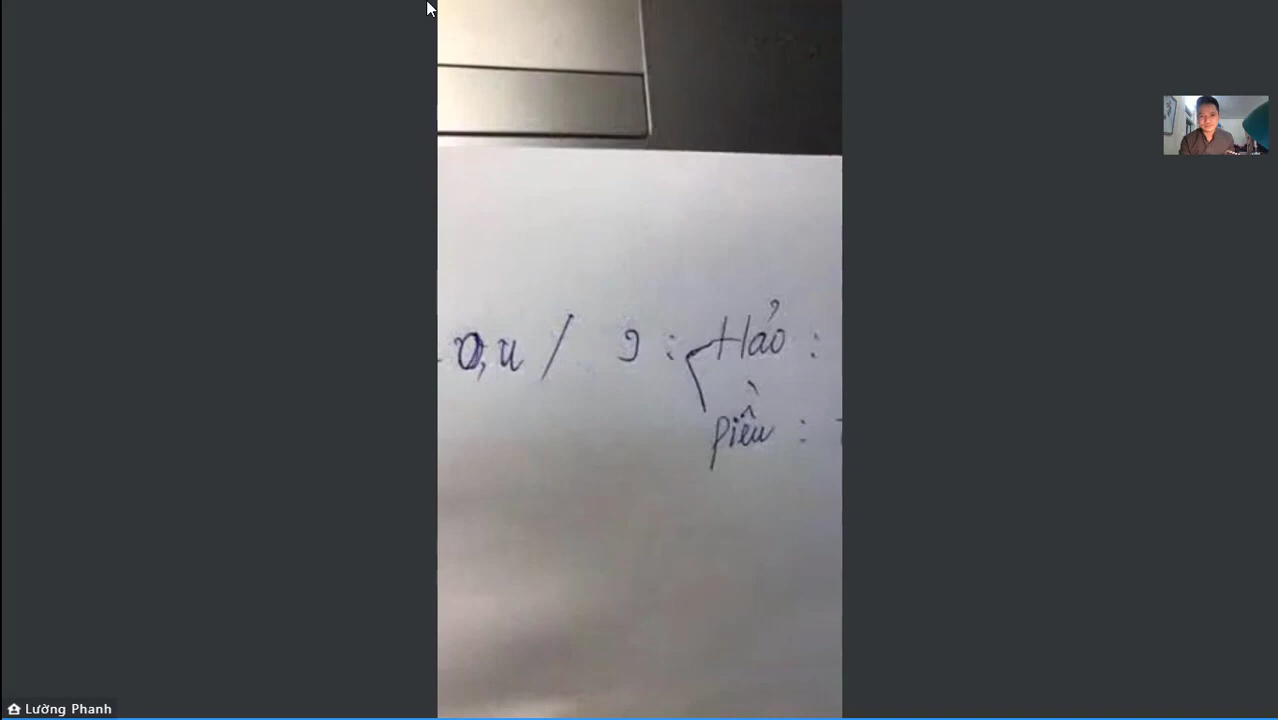 o, u / ꪫ : Hảo :
piều :
Lường Phanh